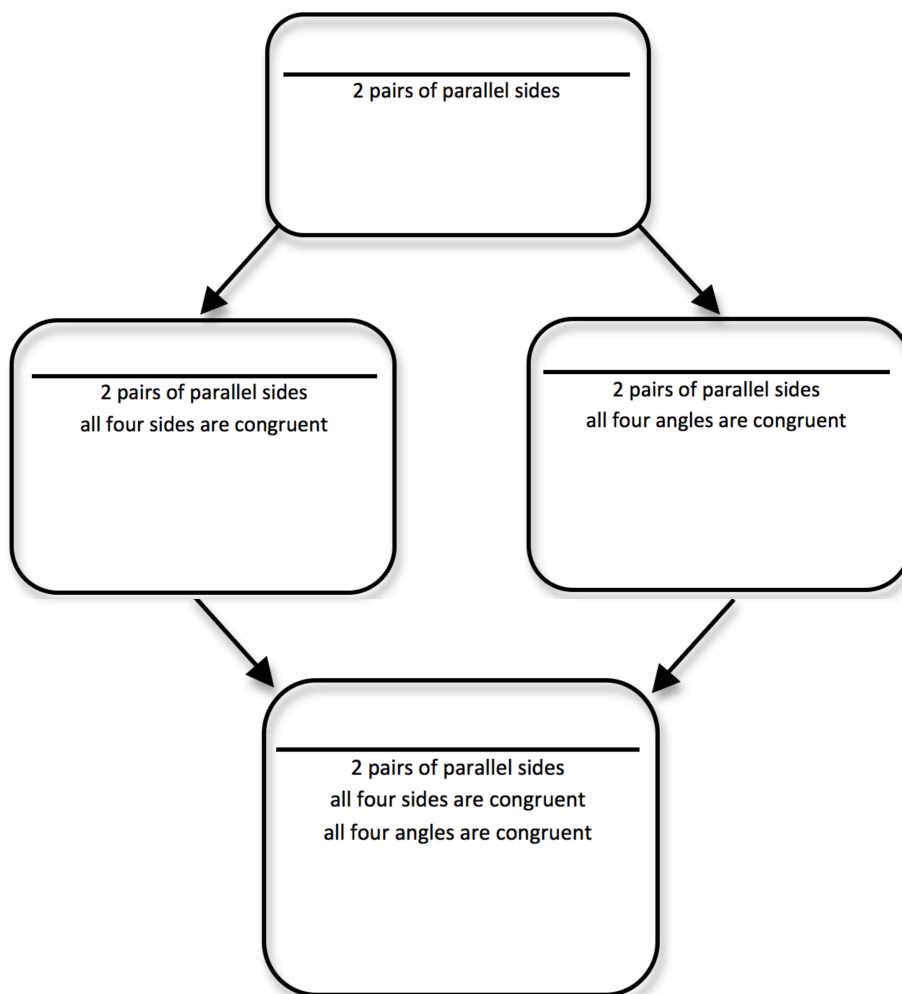 2 pairs of parallel sides
2 pairs of parallel sides
all four sides are congruent
2 pairs of parallel sides
all four angles are congruent
2 pairs of parallel sides
all four sides are congruent
all four angles are congruent